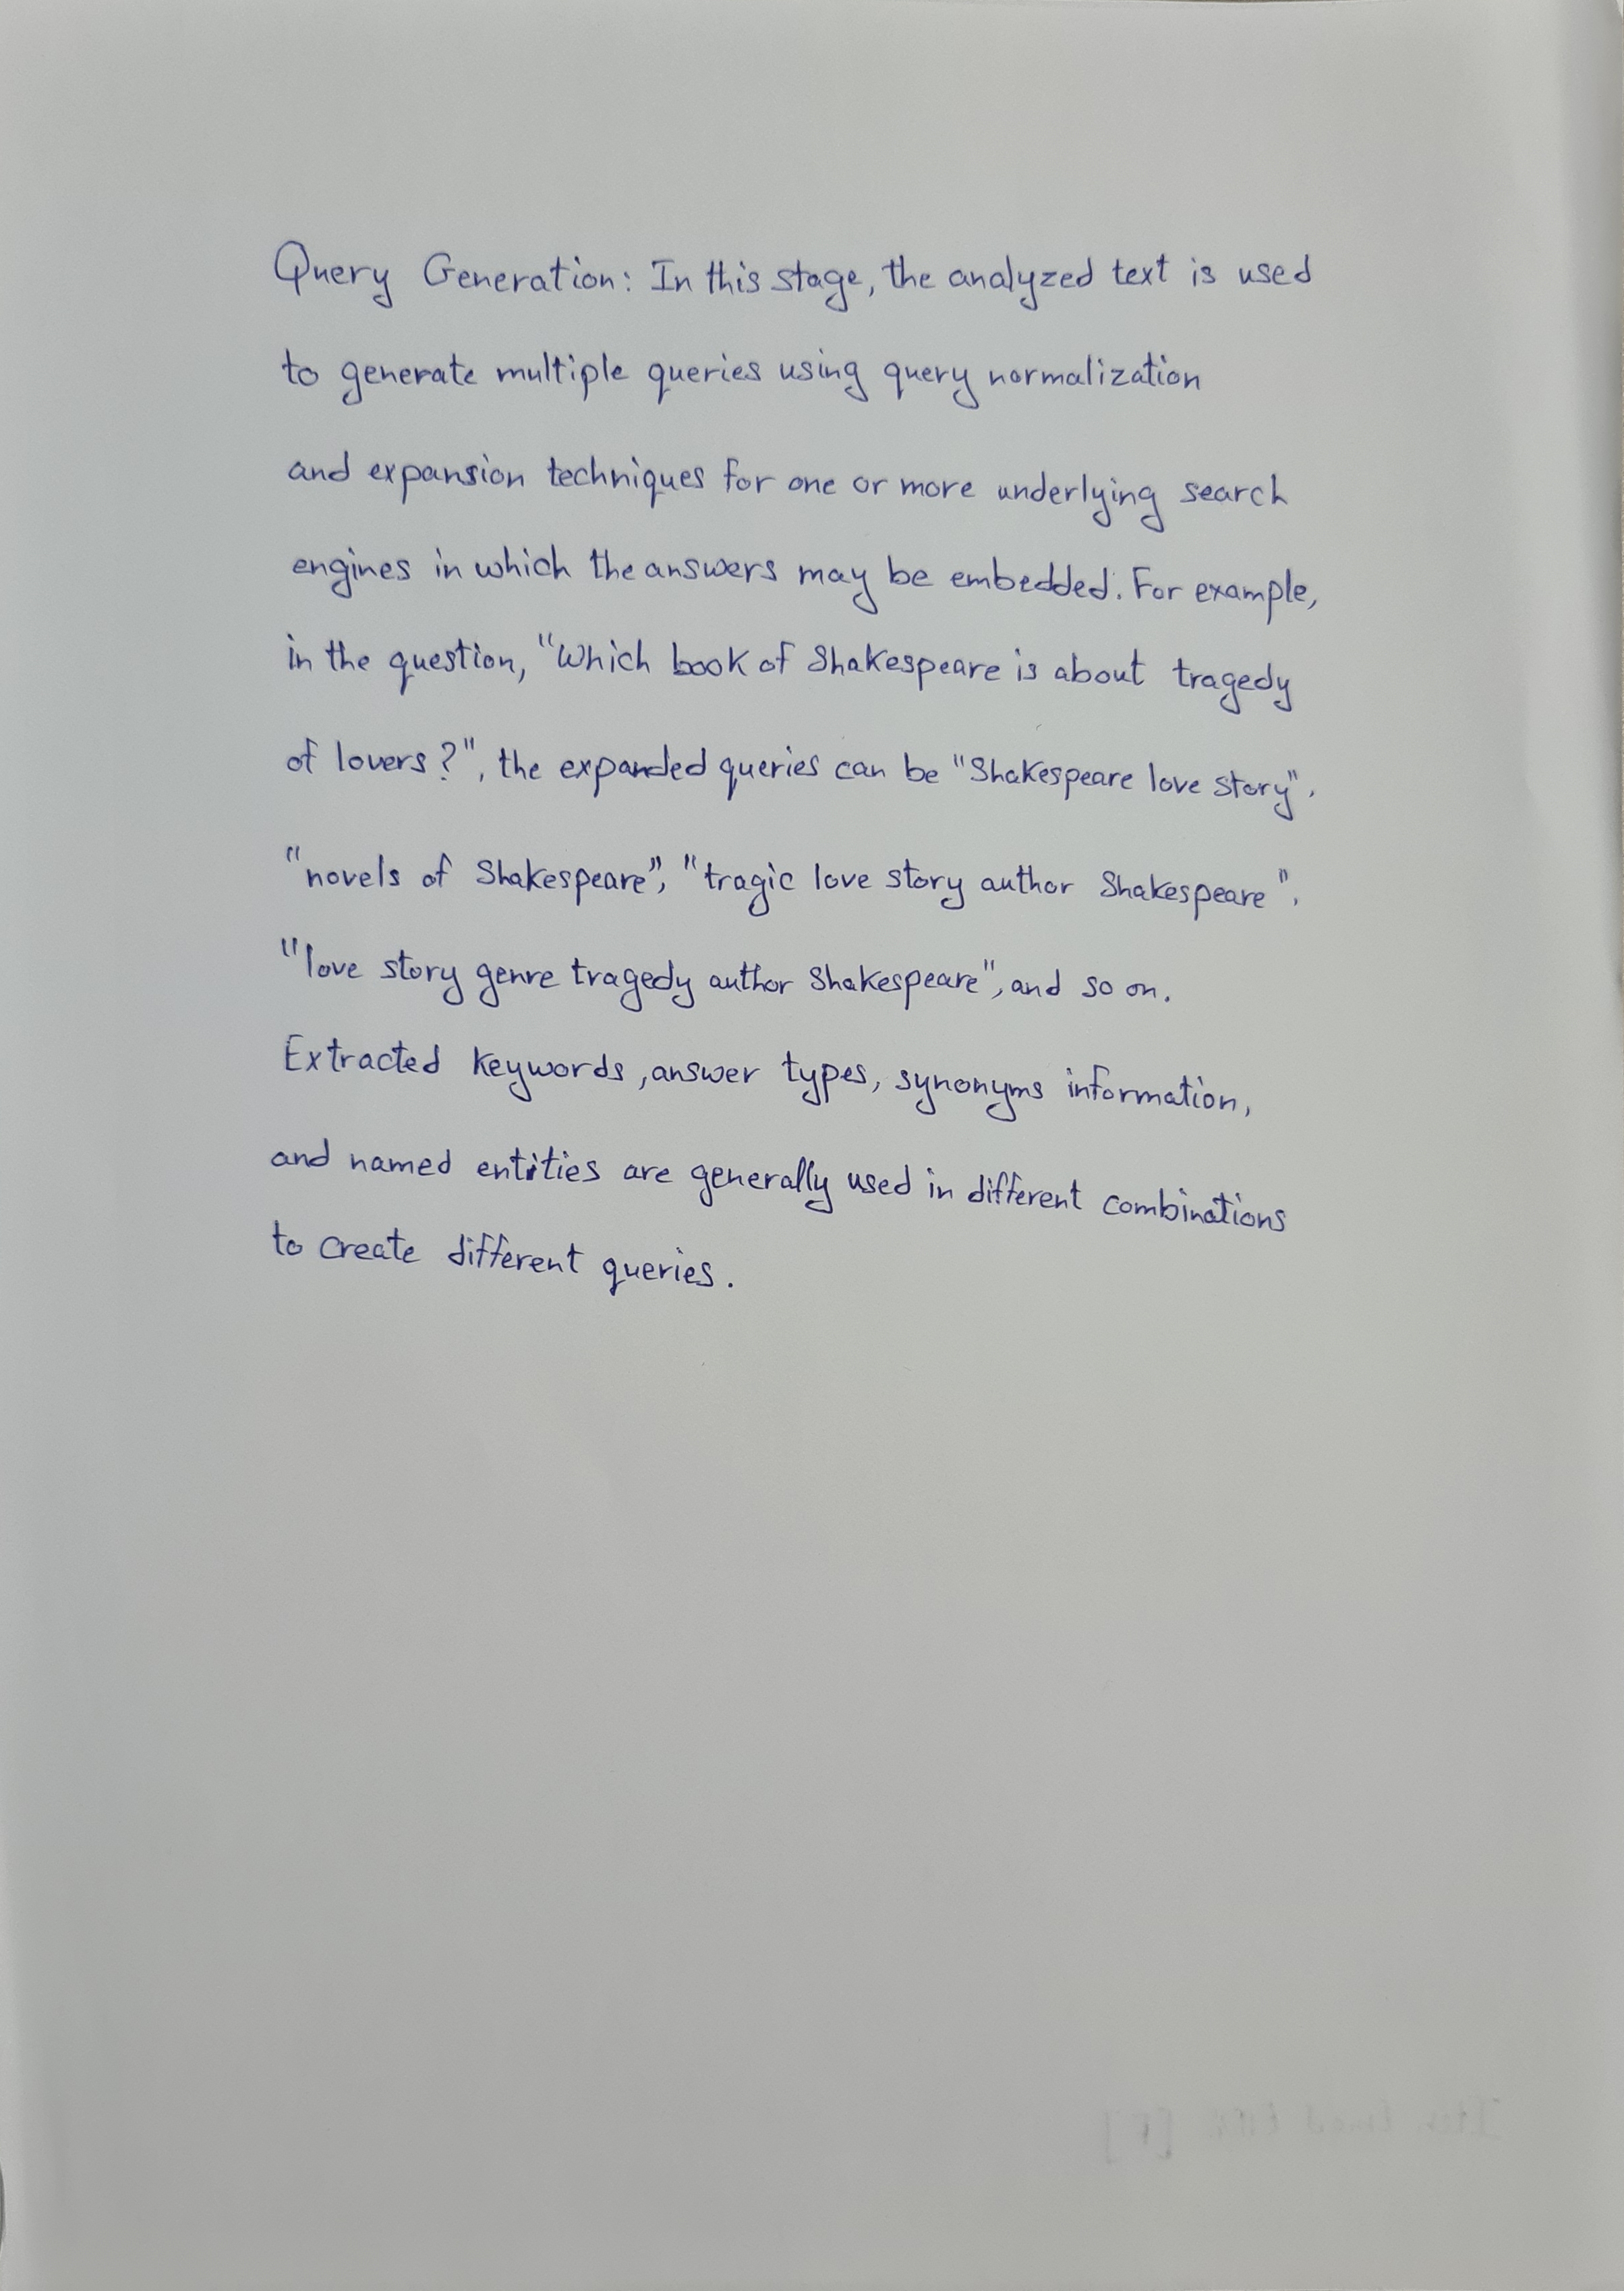 Query Generation: In this stage, the analyzed text is used
to generate multiple queries using query normalization
and expansion techniques for one or more underlying search
engines in which the answers may be embedded. For example,
in the question, "Which book of Shakespeare is about tragedy
of lovers?", the expanded queries can be "Shakespeare love story",
"novels of Shakespeare", "tragic love story author Shakespeare",
"love story genre tragedy author Shakespeare", and so on.
Extracted keywords, answer types, synonyms information,
and named entities are generally used in different combinations
to create different queries.